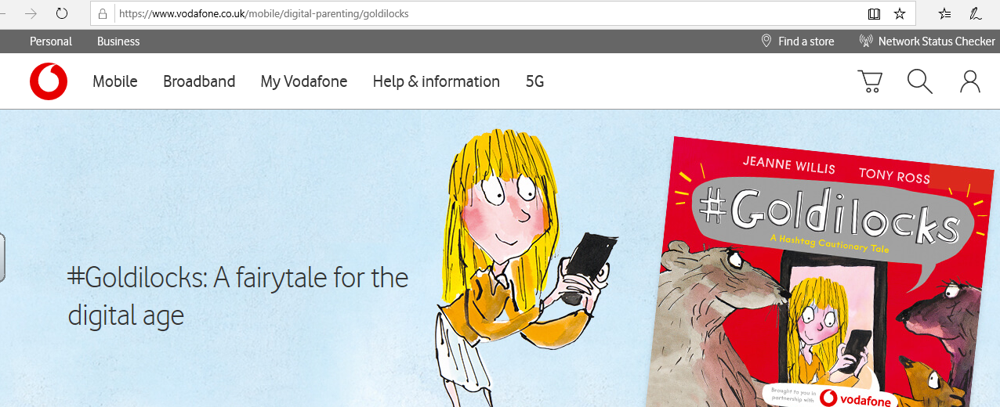 https://www.vodafone.co.uk/mobile/digital-parenting/goldilocks
Personal Business Find a store Network Status Checker
Mobile Broadband My Vodafone Help & information 5G
#Goldilocks: A fairytale for the
digital age
JEANNE WILLIS TONY ROSS
#Goldilocks
A Hashtag Cautionary Tale
Brought to you in
partnership with
vodafone